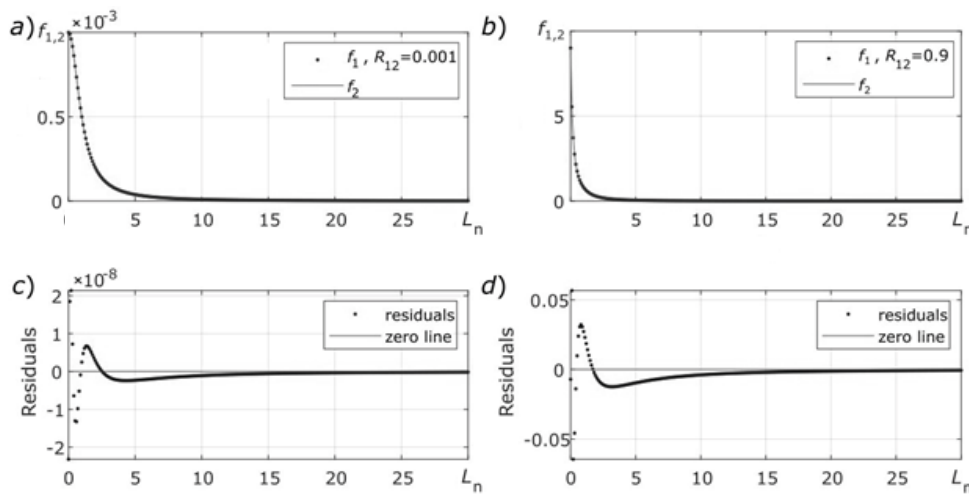 a) f1,2 ×10-3
f1 , R12=0.001
f2
0.5
0
0 5 10 15 20 25 Ln
b) f1,2
f1 , R12=0.9
f2
5
0
0 5 10 15 20 25 Ln
c) ×10-8
Residuals
residuals
zero line
2
1
0
-1
-2
0 5 10 15 20 25 Ln
d)
Residuals
residuals
zero line
0.05
0
-0.05
0 5 10 15 20 25 Ln